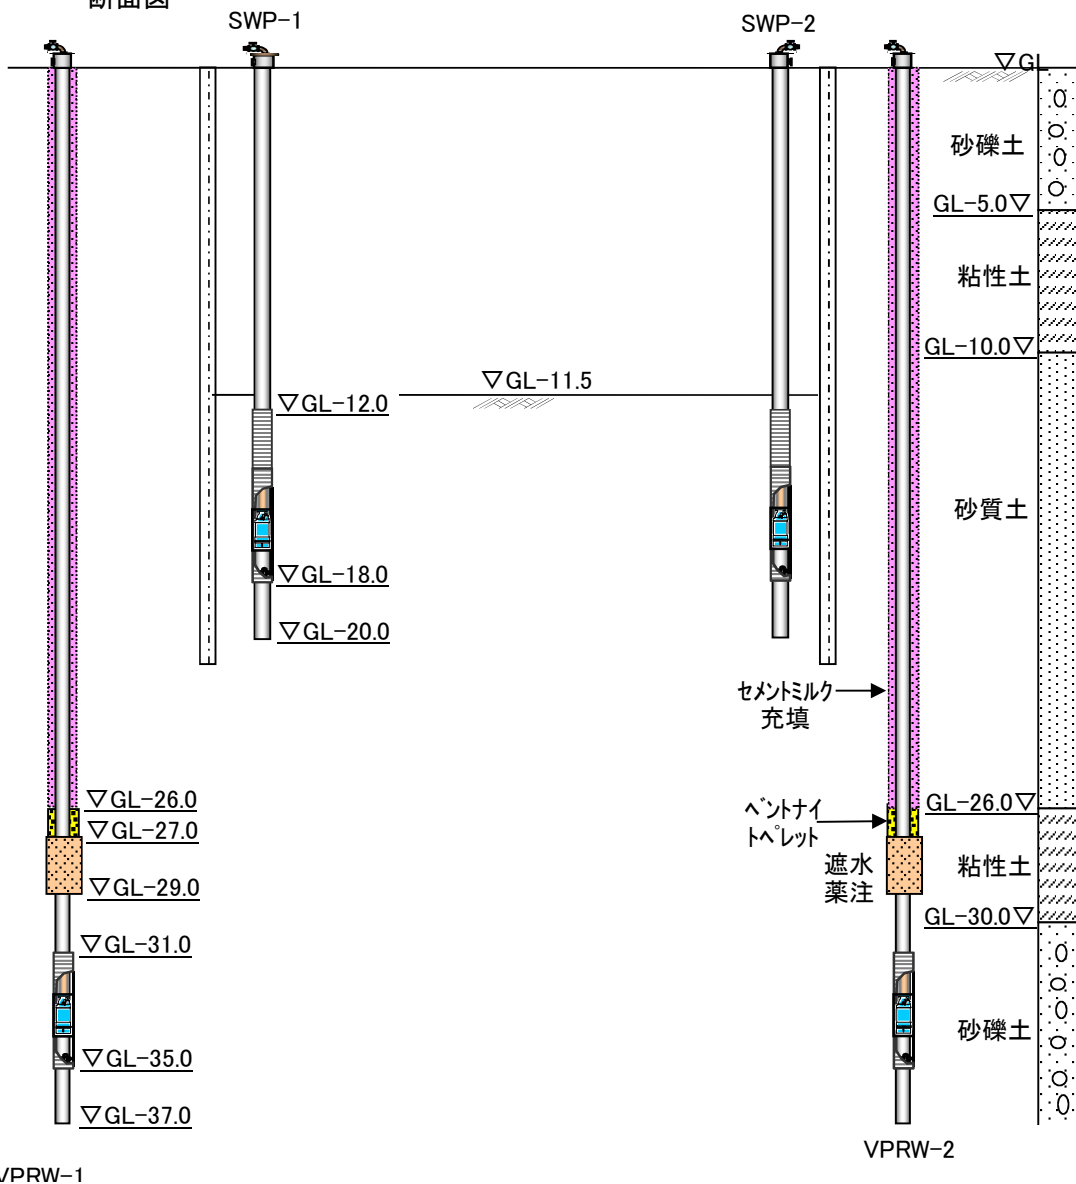 断面図
SWP-1
SWP-2
▽G
砂礫土
GL-5.0▽
粘性土
GL-10.0▽
▽GL-11.5
▽GL-12.0
砂質土
▽GL-18.0
▽GL-20.0
セメントミルク
充填
▽GL-26.0
GL-26.0▽
▽GL-27.0
ベントナイ
トペレット
遮水
薬注
粘性土
▽GL-29.0
GL-30.0▽
▽GL-31.0
砂礫土
▽GL-35.0
▽GL-37.0
VPRW-2
VPRW-1